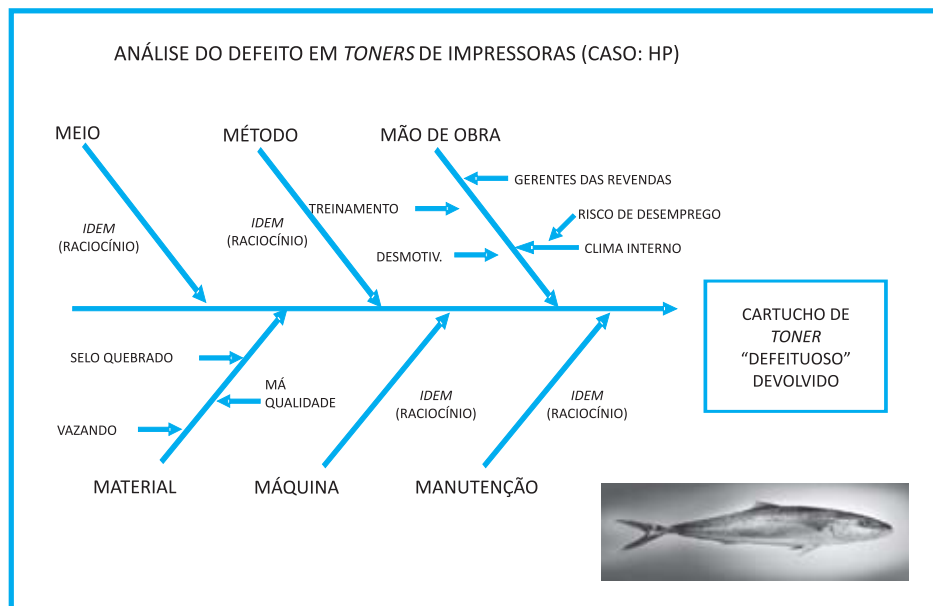 ANÁLISE DO DEFEITO EM TONERS DE IMPRESSORAS (CASO: HP)
MEIO
MÉTODO
MÃO DE OBRA
GERENTES DAS REVENDAS
TREINAMENTO
RISCO DE DESEMPREGO
IDEM
(RACIOCÍNIO)
IDEM
(RACIOCÍNIO)
DESMOTIV.
CLIMA INTERNO
CARTUCHO DE
TONER
“DEFEITUOSO”
DEVOLVIDO
SELO QUEBRADO
MÁ
QUALIDADE
VAZANDO
IDEM
(RACIOCÍNIO)
IDEM
(RACIOCÍNIO)
MATERIAL
MÁQUINA
MANUTENÇÃO